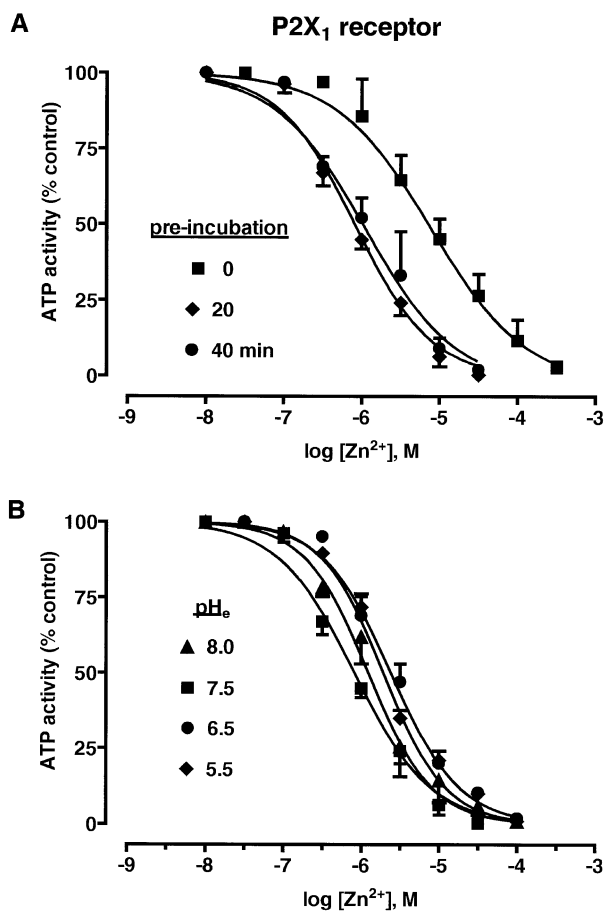 A
P2X₁ receptor
ATP activity (% control)
100
75
50
25
0
pre-incubation
0
20
40 min
-9 -8 -7 -6 -5 -4 -3
log [Zn²⁺], M
B
ATP activity (% control)
100
75
50
25
0
pHₑ
8.0
7.5
6.5
5.5
-9 -8 -7 -6 -5 -4 -3
log [Zn²⁺], M